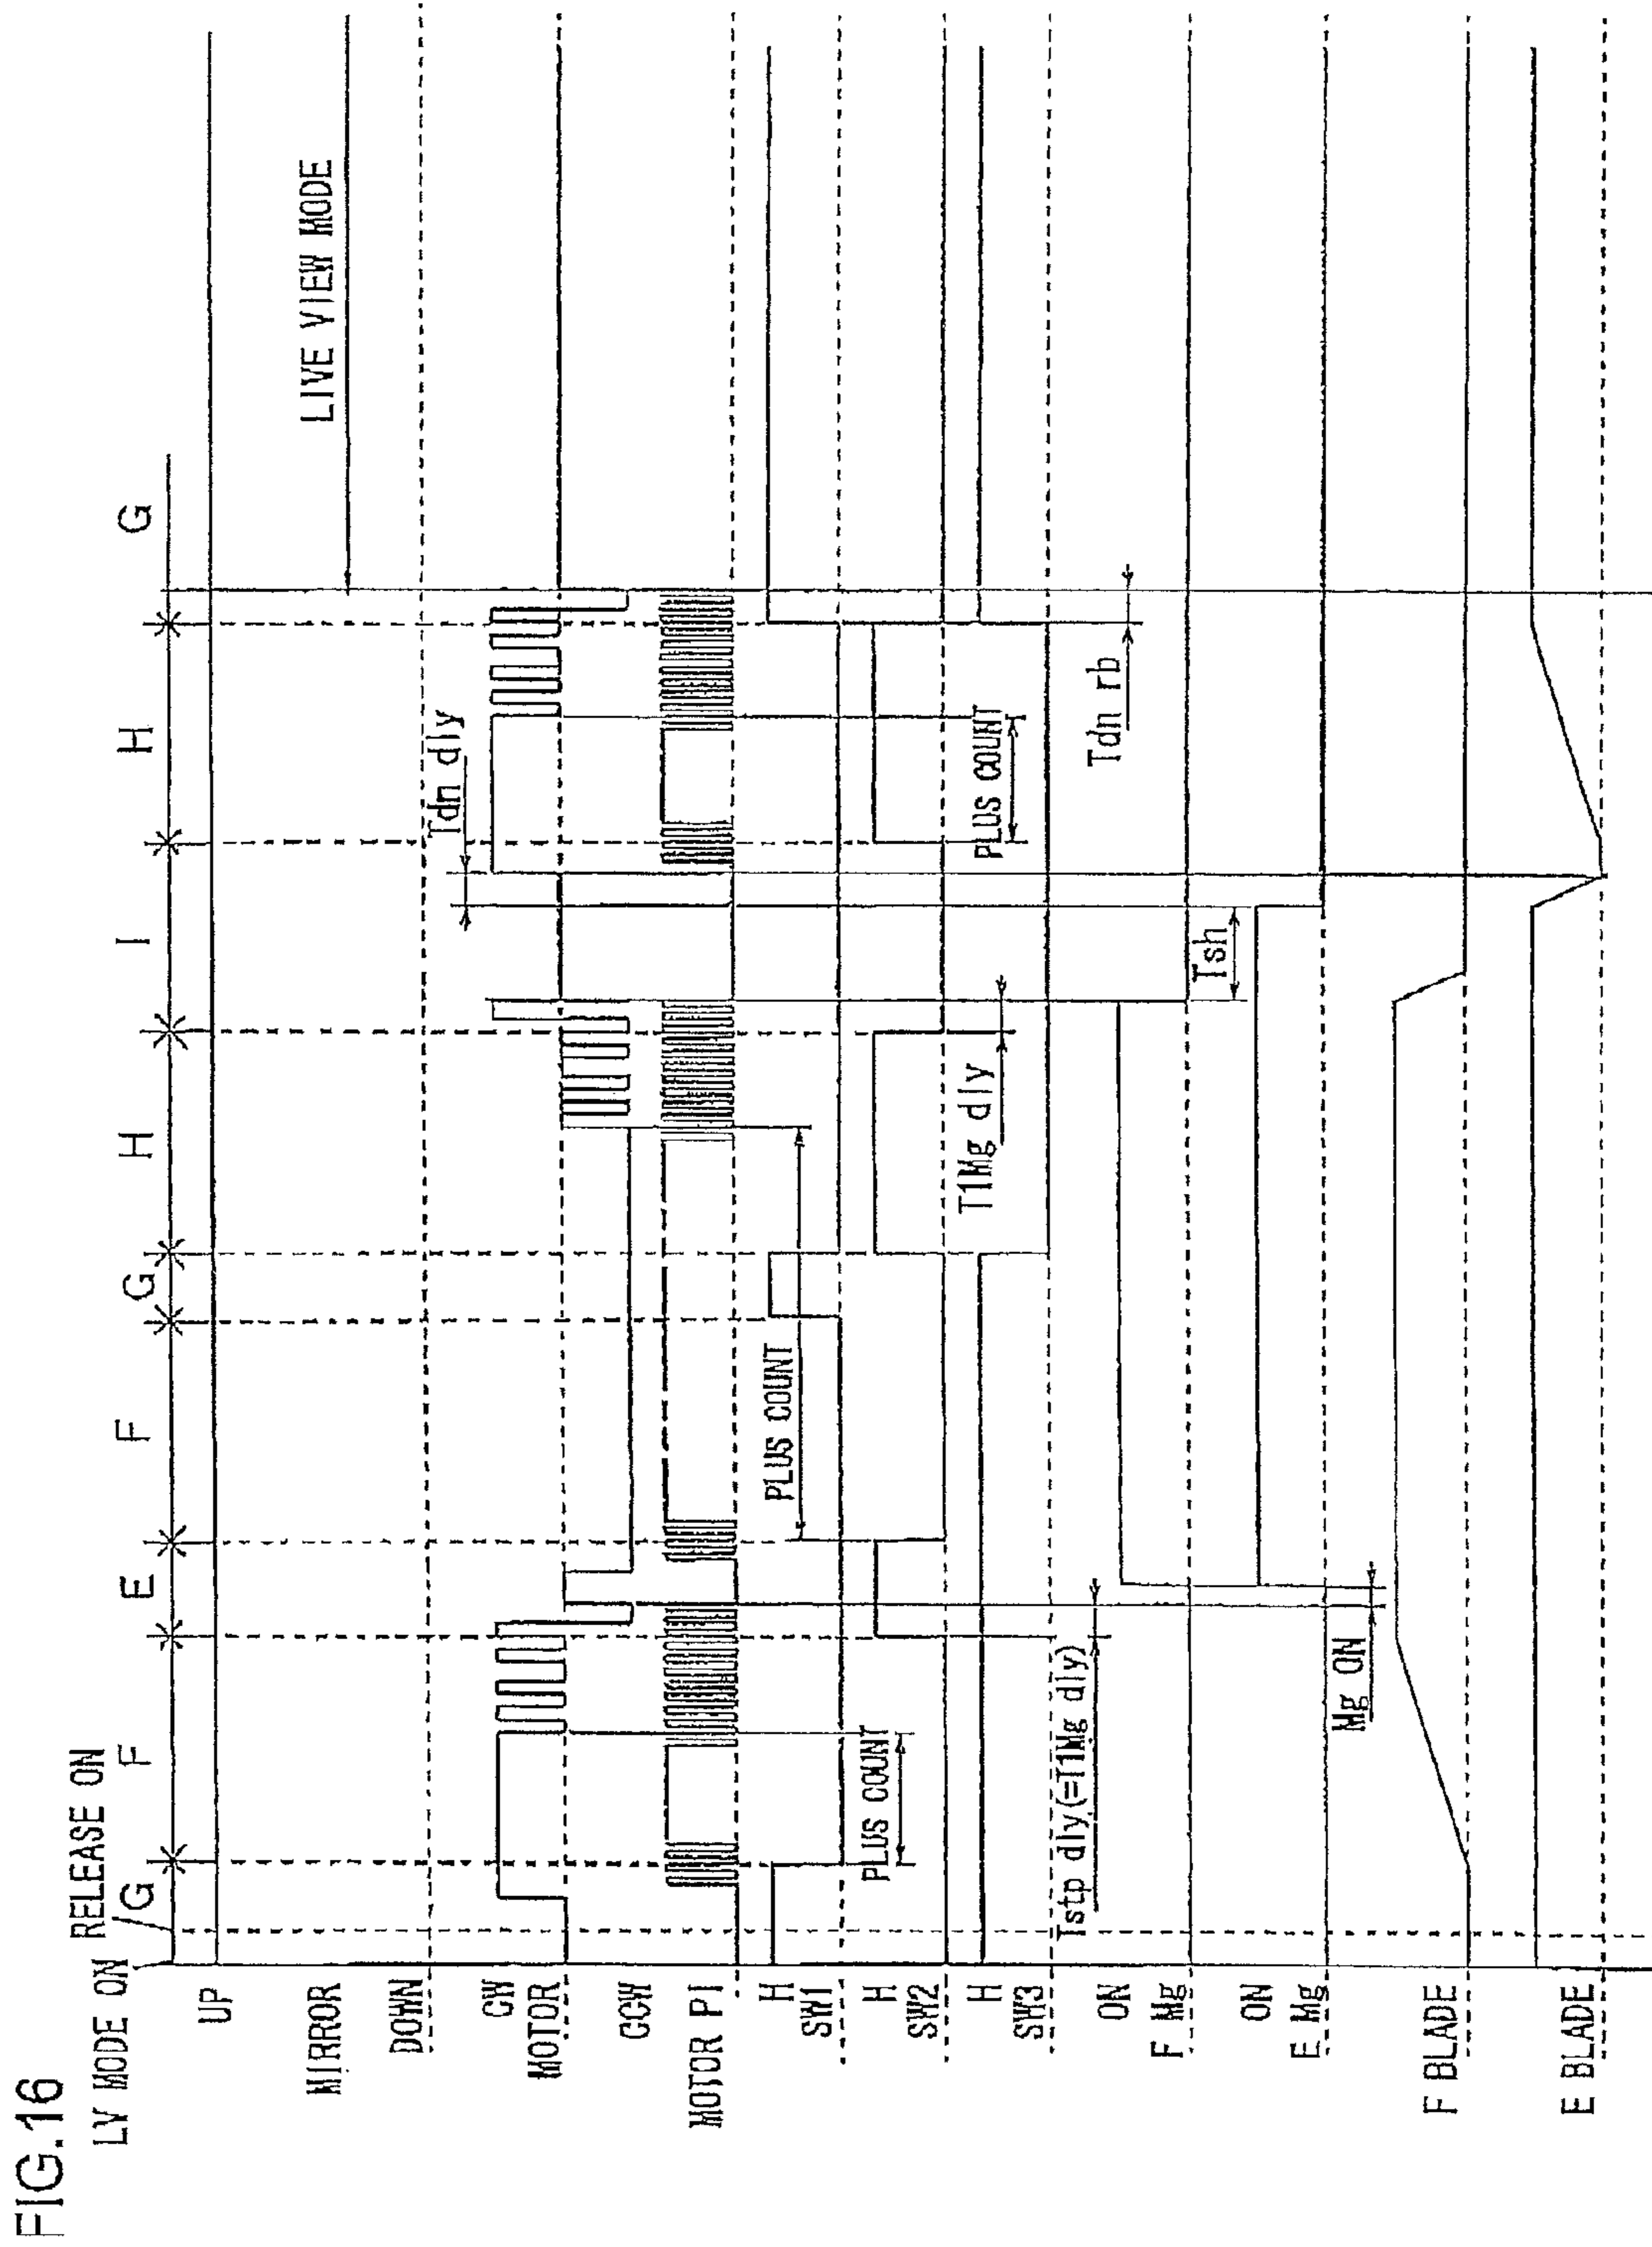 FIG.16
LV MODE ON
RELEASE ON
G
F
E
F
G
H
I
H
G
UP
MIRROR
DOWN
LIVE VIEW MODE
CW
MOTOR
CCW
Tdn dly
MOTOR PI
H
SW1
PLUS COUNT
H
SW2
PLUS COUNT
H
SW3
T1Mg dly
PLUS COUNT
Tstp dly(=T1Mg dly)
Tdn rb
ON
F Mg
Tsh
ON
E Mg
Mg ON
F BLADE
E BLADE